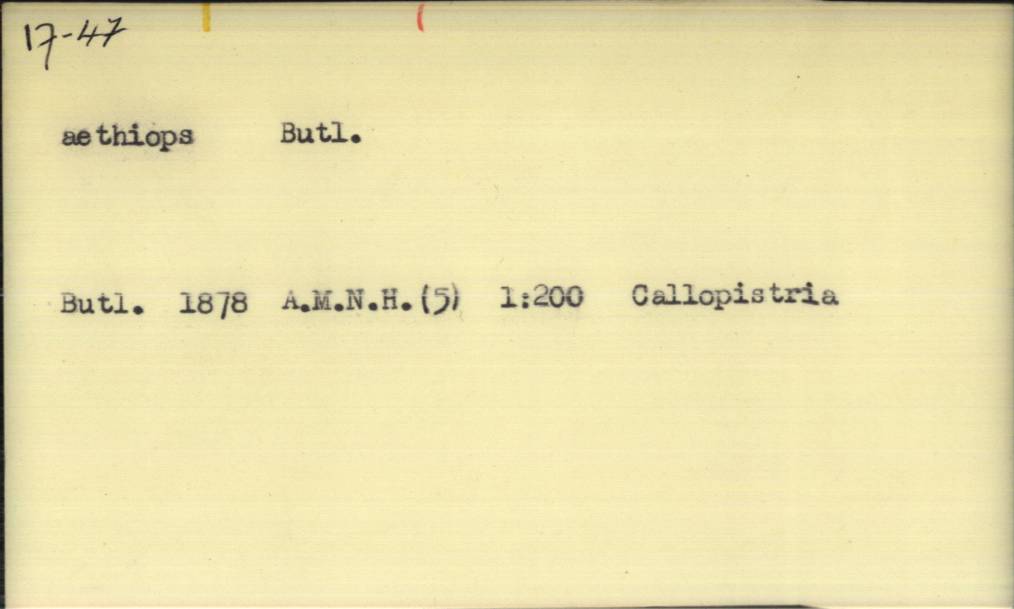 17-47
aethiops Butl.
Butl. 1878 A.M.N.H.(5) 1:200 Callopistria